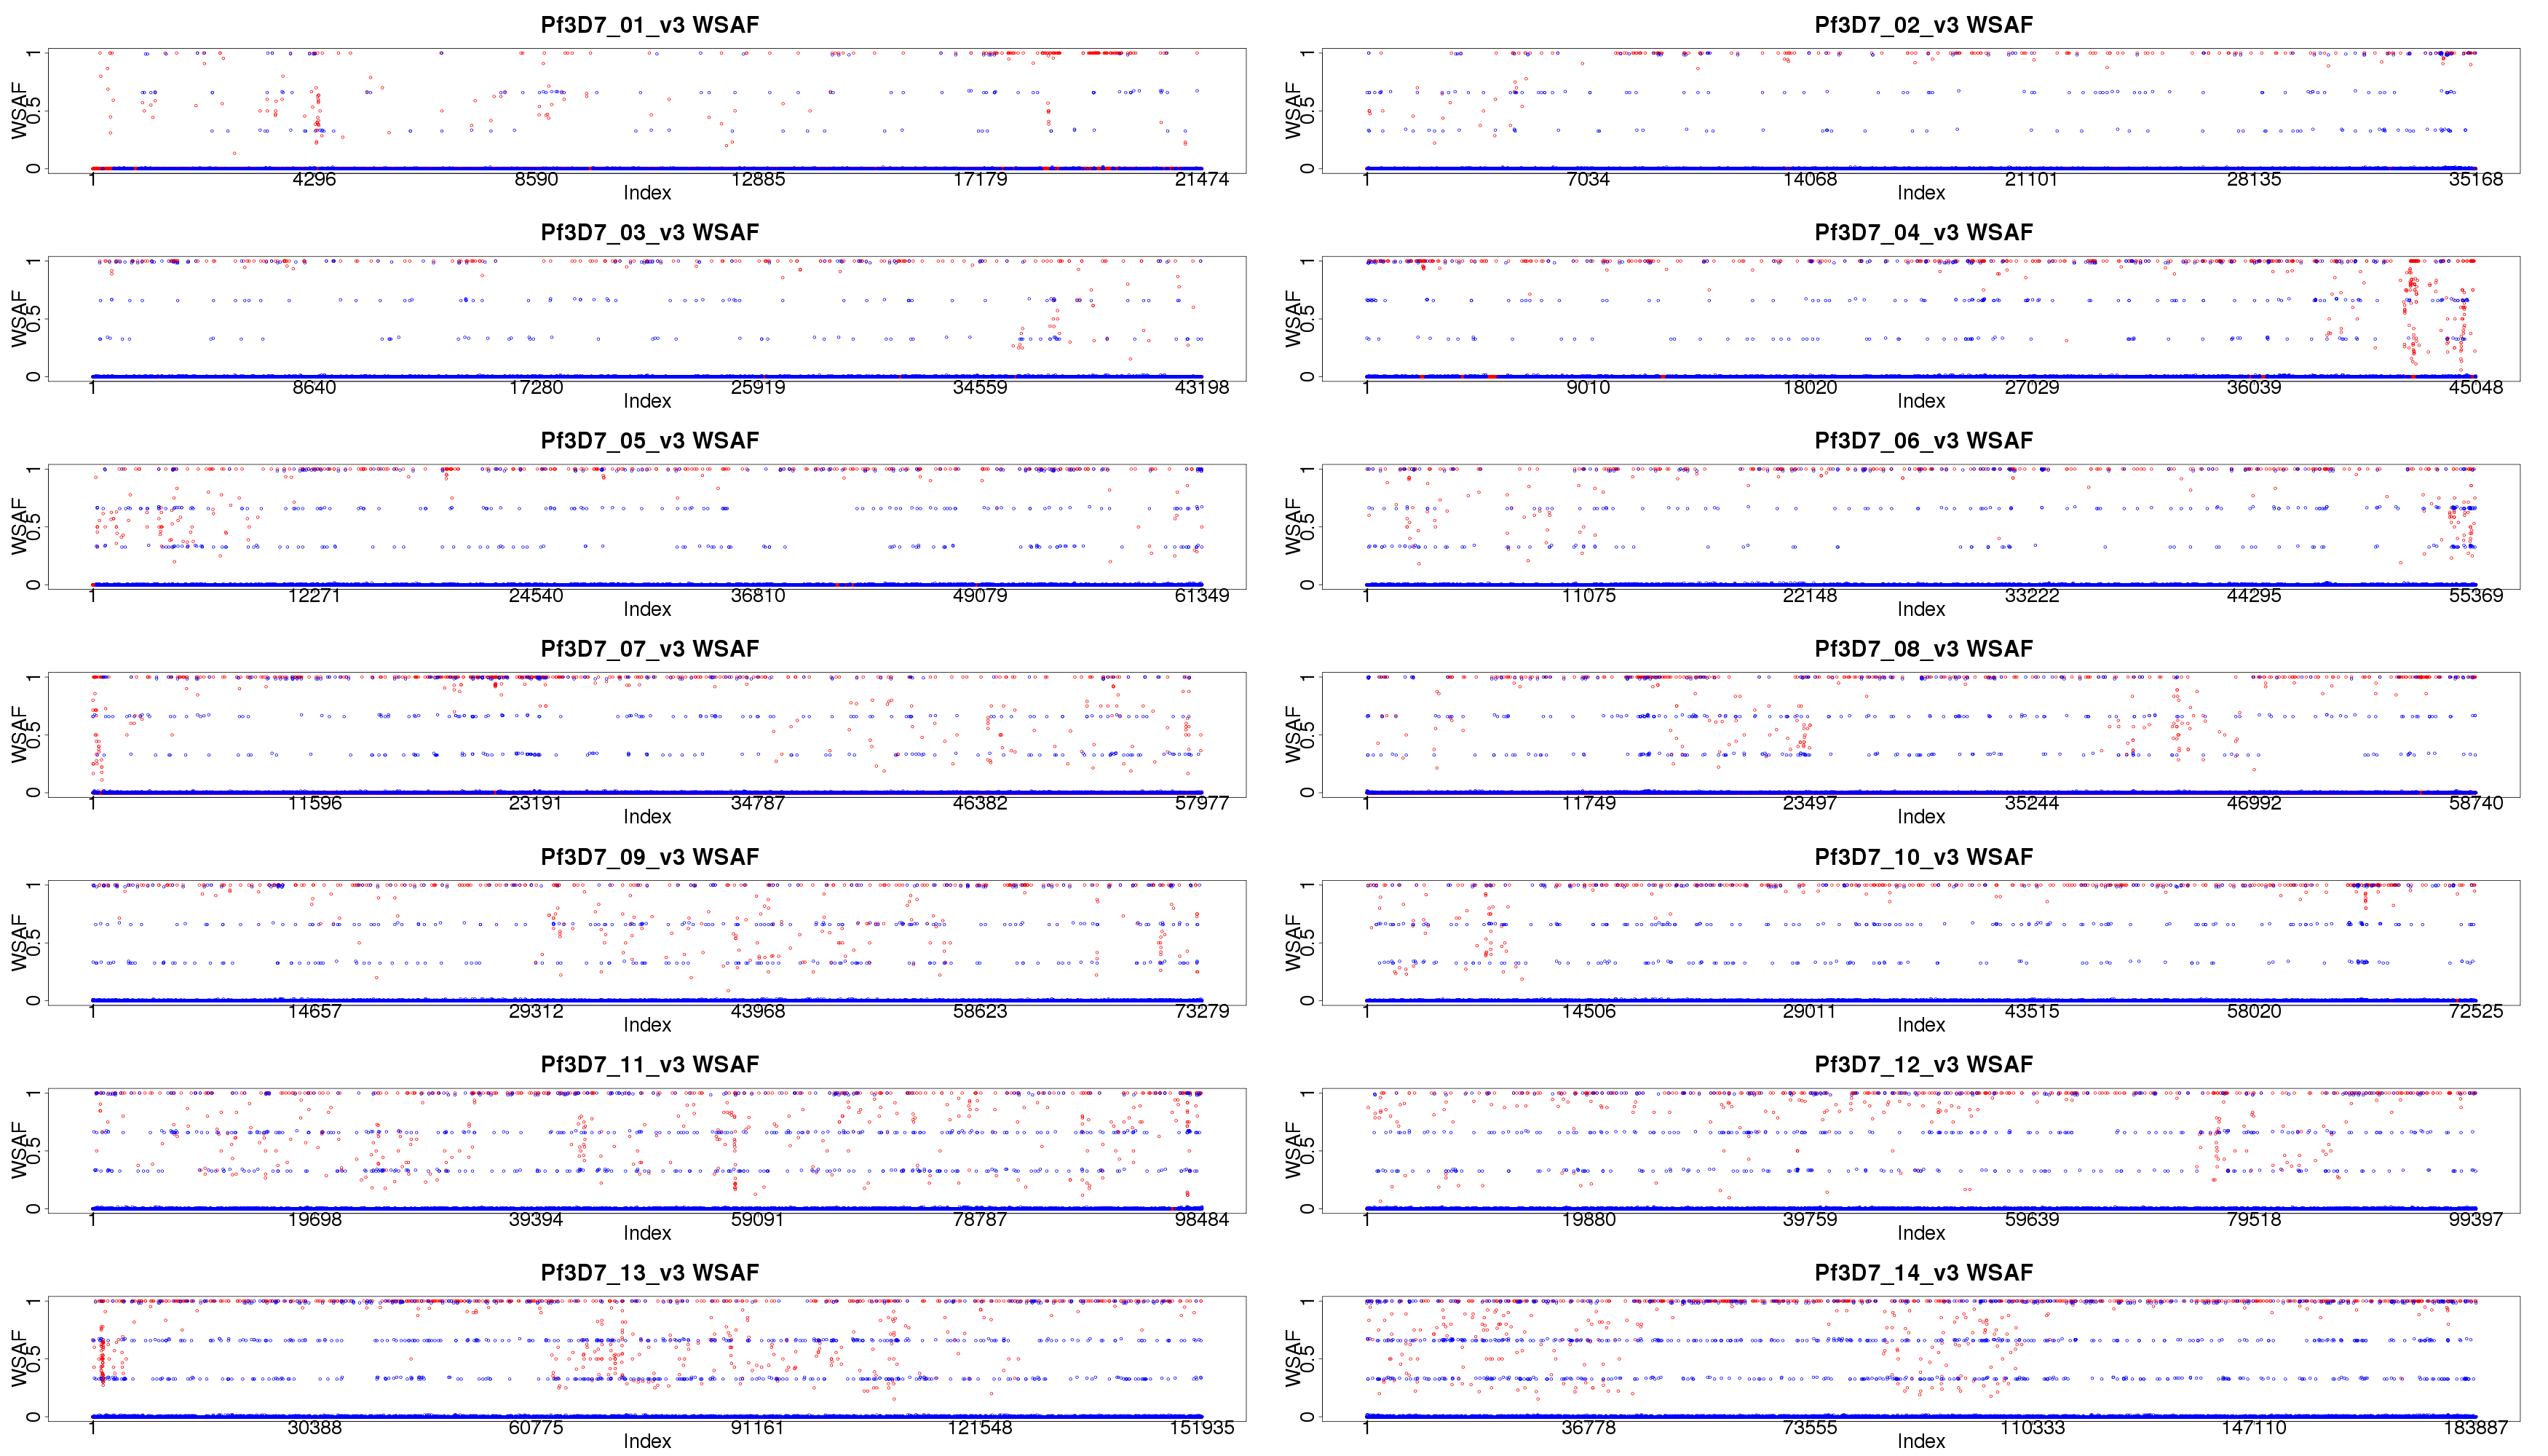 Pf3D7_01_v3 WSAF
WSAF
1
0.5
0
1 4296 8590 12885 17179 21474
Index
Pf3D7_02_v3 WSAF
WSAF
1
0.5
0
1 7034 14068 21101 28135 35168
Index
Pf3D7_03_v3 WSAF
WSAF
1
0.5
0
1 8640 17280 25919 34559 43198
Index
Pf3D7_04_v3 WSAF
WSAF
1
0.5
0
1 9010 18020 27029 36039 45048
Index
Pf3D7_05_v3 WSAF
WSAF
1
0.5
0
1 12271 24540 36810 49079 61349
Index
Pf3D7_06_v3 WSAF
WSAF
1
0.5
0
1 11075 22148 33222 44295 55369
Index
Pf3D7_07_v3 WSAF
WSAF
1
0.5
0
1 11596 23191 34787 46382 57977
Index
Pf3D7_08_v3 WSAF
WSAF
1
0.5
0
1 11749 23497 35244 46992 58740
Index
Pf3D7_09_v3 WSAF
WSAF
1
0.5
0
1 14657 29312 43968 58623 73279
Index
Pf3D7_10_v3 WSAF
WSAF
1
0.5
0
1 14506 29011 43515 58020 72525
Index
Pf3D7_11_v3 WSAF
WSAF
1
0.5
0
1 19698 39394 59091 78787 98484
Index
Pf3D7_12_v3 WSAF
WSAF
1
0.5
0
1 19880 39759 59639 79518 99397
Index
Pf3D7_13_v3 WSAF
WSAF
1
0.5
0
1 30388 60775 91161 121548 151935
Index
Pf3D7_14_v3 WSAF
WSAF
1
0.5
0
1 36778 73555 110333 147110 183887
Index